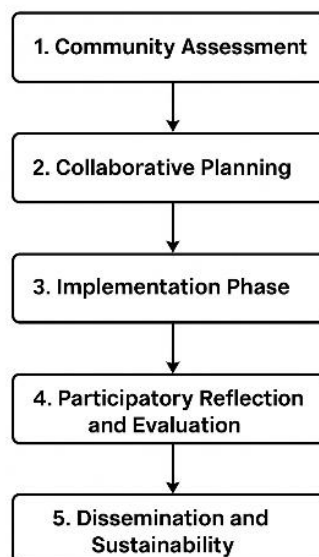 1. Community Assessment
2. Collaborative Planning
3. Implementation Phase
4. Participatory Reflection
and Evaluation
5. Dissemination and
Sustainability